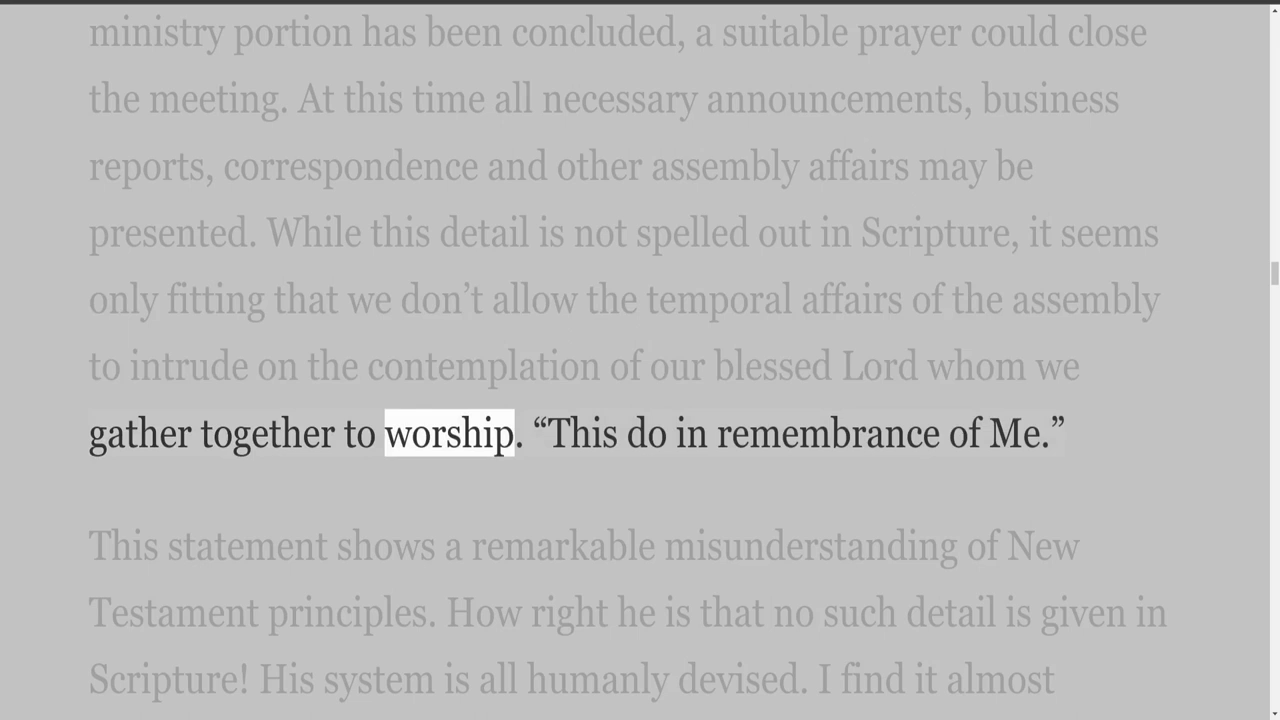 ministry portion has been concluded, a suitable prayer could close
the meeting. At this time all necessary announcements, business
reports, correspondence and other assembly affairs may be
presented. While this detail is not spelled out in Scripture, it seems
only fitting that we don’t allow the temporal affairs of the assembly
to intrude on the contemplation of our blessed Lord whom we
gather together to worship. “This do in remembrance of Me.”
This statement shows a remarkable misunderstanding of New
Testament principles. How right he is that no such detail is given in
Scripture! His system is all humanly devised. I find it almost